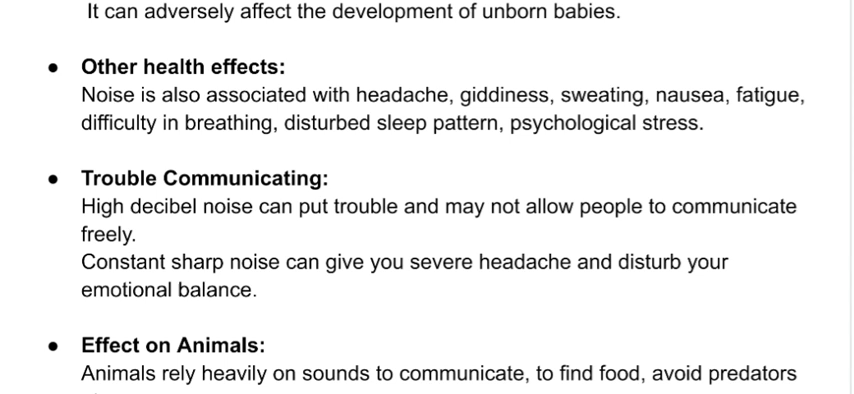 It can adversely affect the development of unborn babies.
● Other health effects:
Noise is also associated with headache, giddiness, sweating, nausea, fatigue,
difficulty in breathing, disturbed sleep pattern, psychological stress.
● Trouble Communicating:
High decibel noise can put trouble and may not allow people to communicate
freely.
Constant sharp noise can give you severe headache and disturb your
emotional balance.
● Effect on Animals:
Animals rely heavily on sounds to communicate, to find food, avoid predators